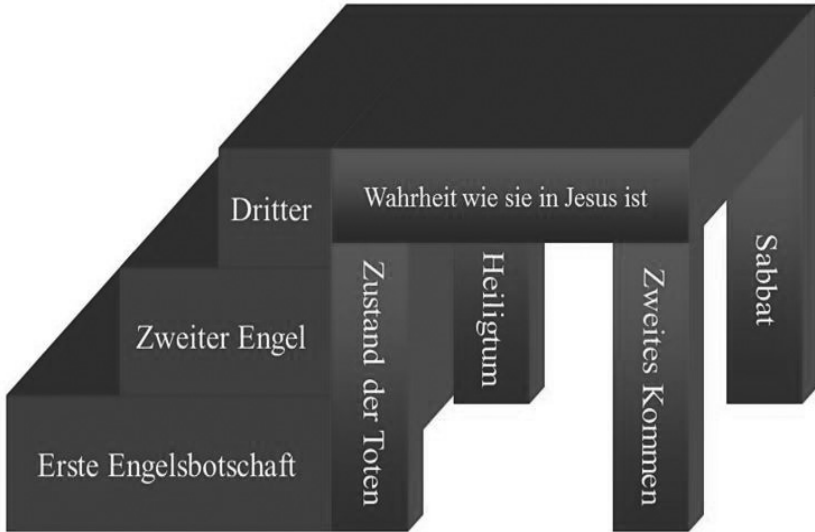 Dritter
Wahrheit wie sie in Jesus ist
Zweiter Engel
Erste Engelsbotschaft
Zustand der Toten
Heiligtum
Zweites Kommen
Sabbat